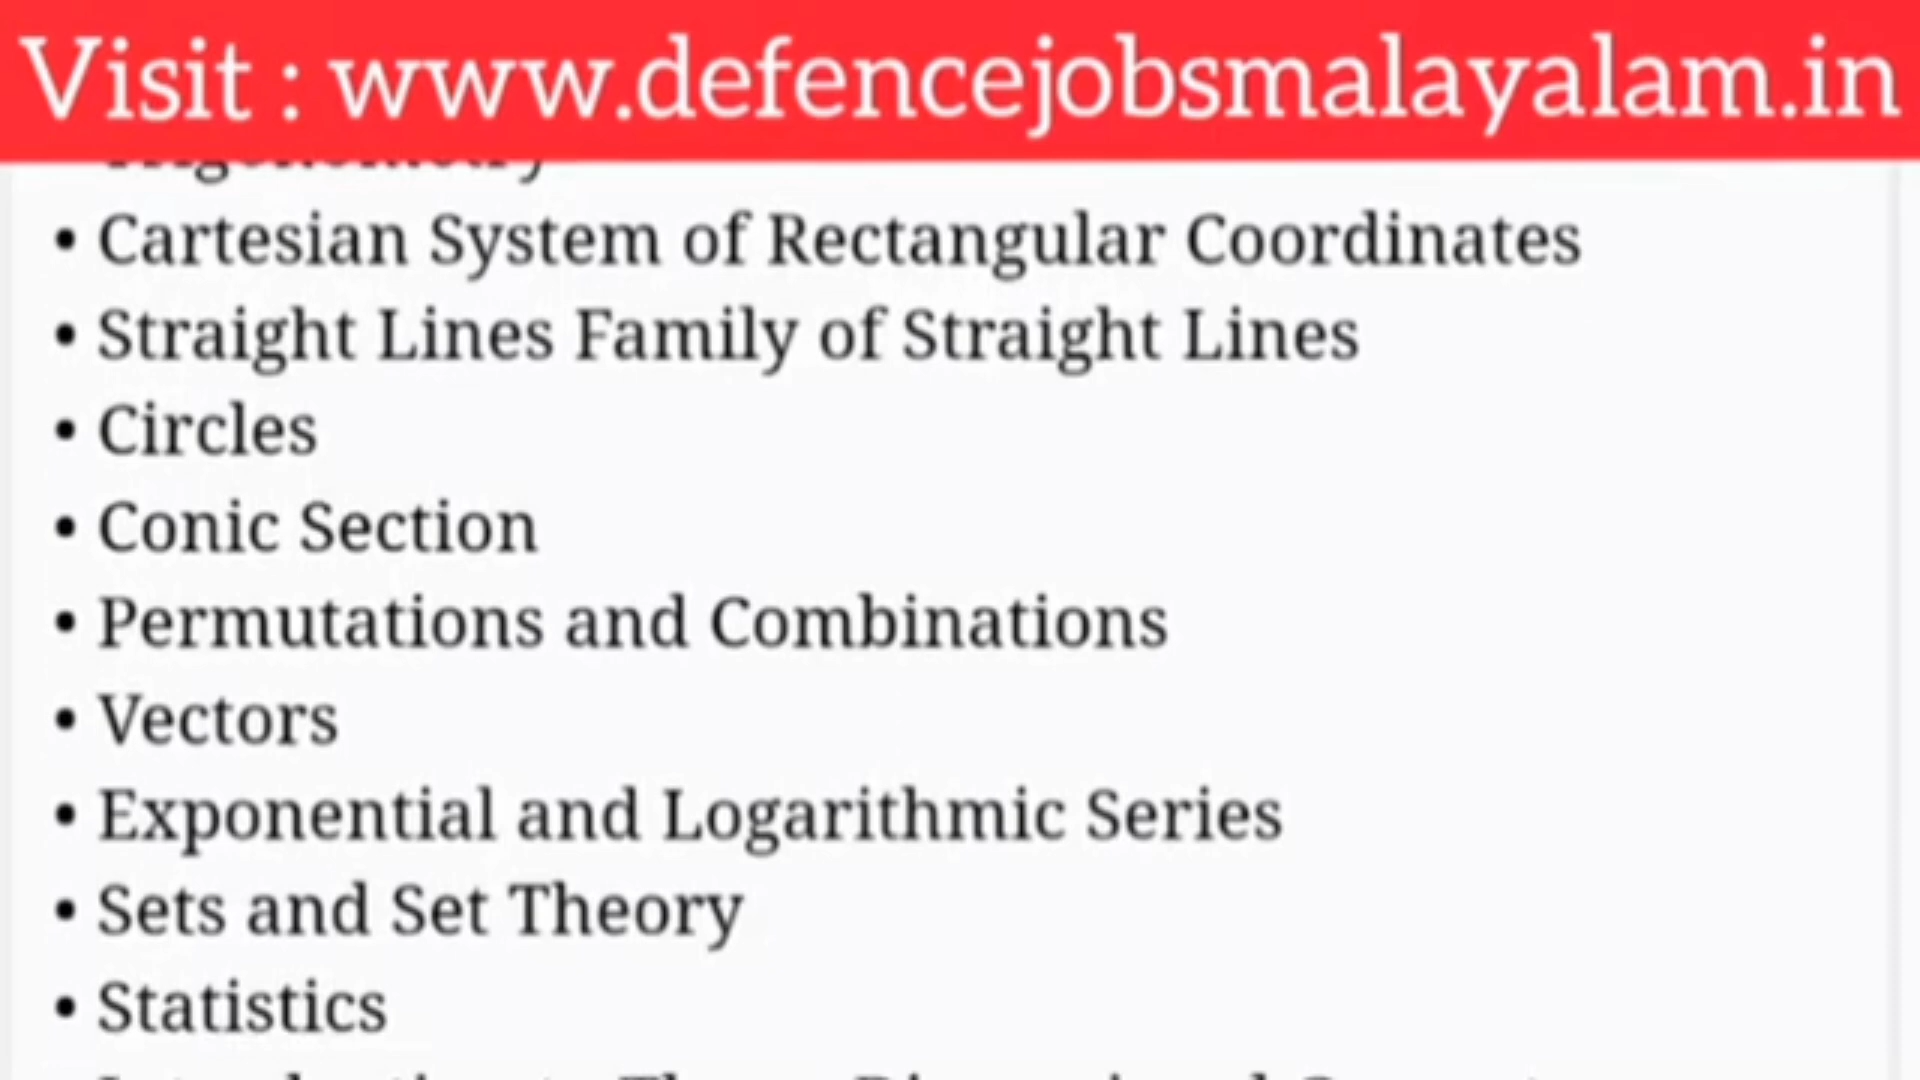 Visit : www.defencejobsmalayalam.in
Trigonometry
• Cartesian System of Rectangular Coordinates
• Straight Lines Family of Straight Lines
• Circles
• Conic Section
• Permutations and Combinations
• Vectors
• Exponential and Logarithmic Series
• Sets and Set Theory
• Statistics